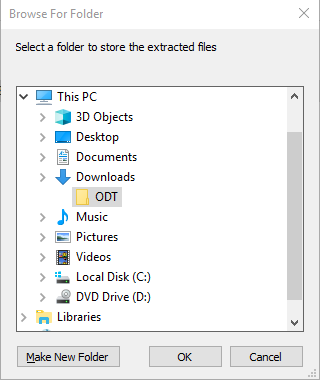 Browse For Folder
Select a folder to store the extracted files
This PC
3D Objects
Desktop
Documents
Downloads
ODT
Music
Pictures
Videos
Local Disk (C:)
DVD Drive (D:)
Libraries
Make New Folder
OK
Cancel